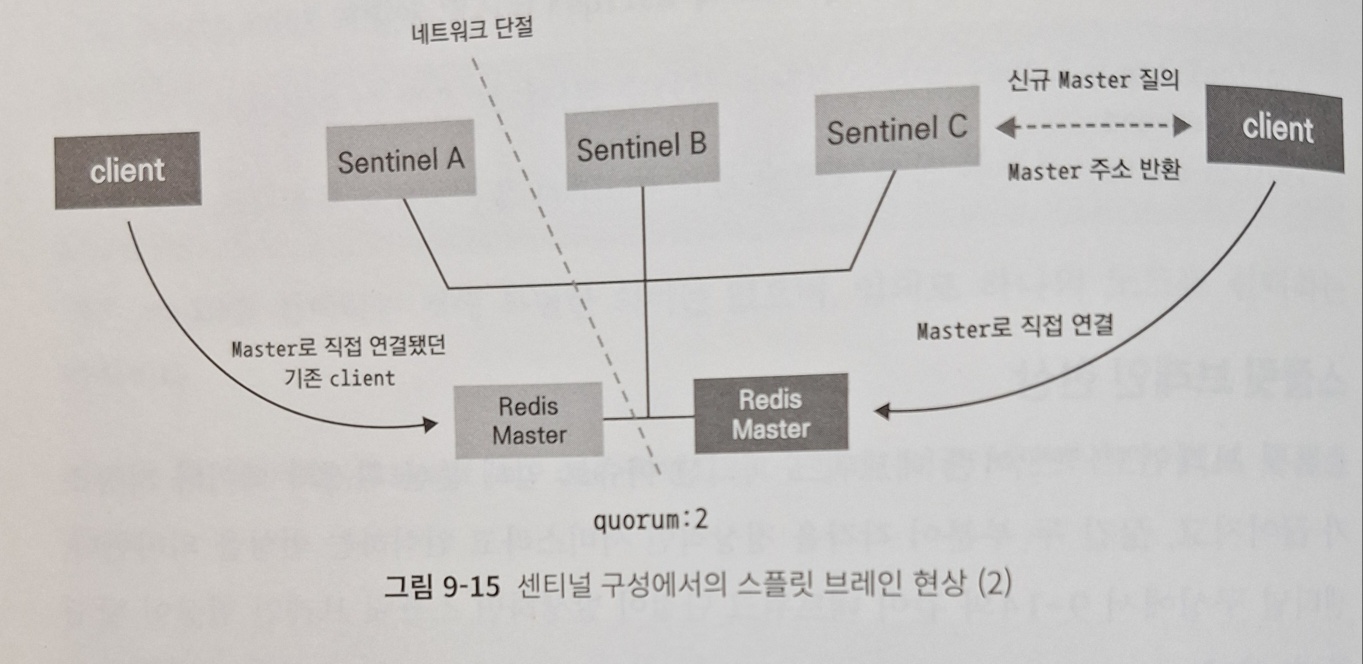 네트워크 단절
client
Sentinel A
Sentinel B
Sentinel C
신규 Master 질의
Master 주소 반환
client
Master로 직접 연결됐던
기존 client
Master로 직접 연결
Redis
Master
Redis
Master
quorum:2
그림 9-15 센티널 구성에서의 스플릿 브레인 현상 (2)